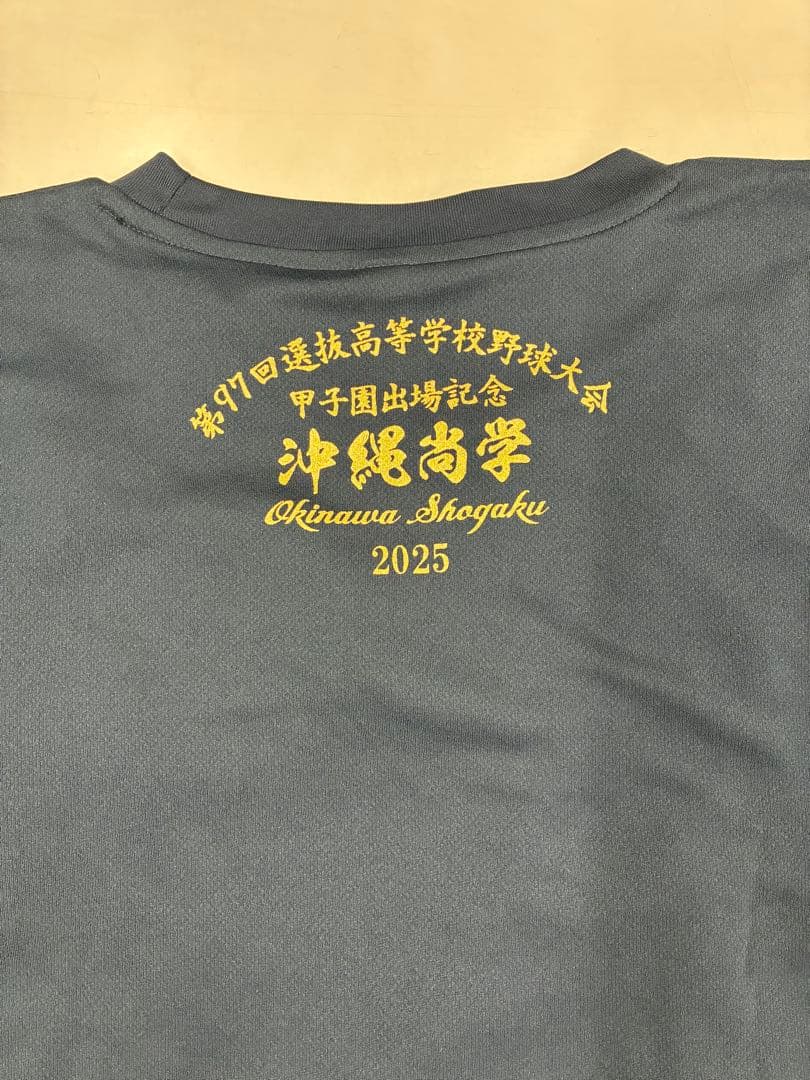 第97回選抜高等学校野球大会
甲子園出場記念
沖縄尚学
Okinawa Shogaku
2025